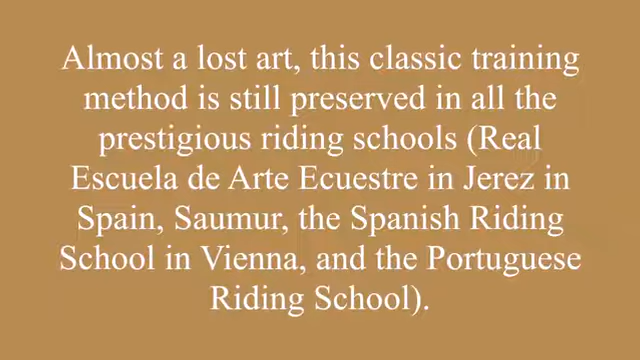 Almost a lost art, this classic training
method is still preserved in all the
prestigious riding schools (Real
Escuela de Arte Ecuestre in Jerez in
Spain, Saumur, the Spanish Riding
School in Vienna, and the Portuguese
Riding School).